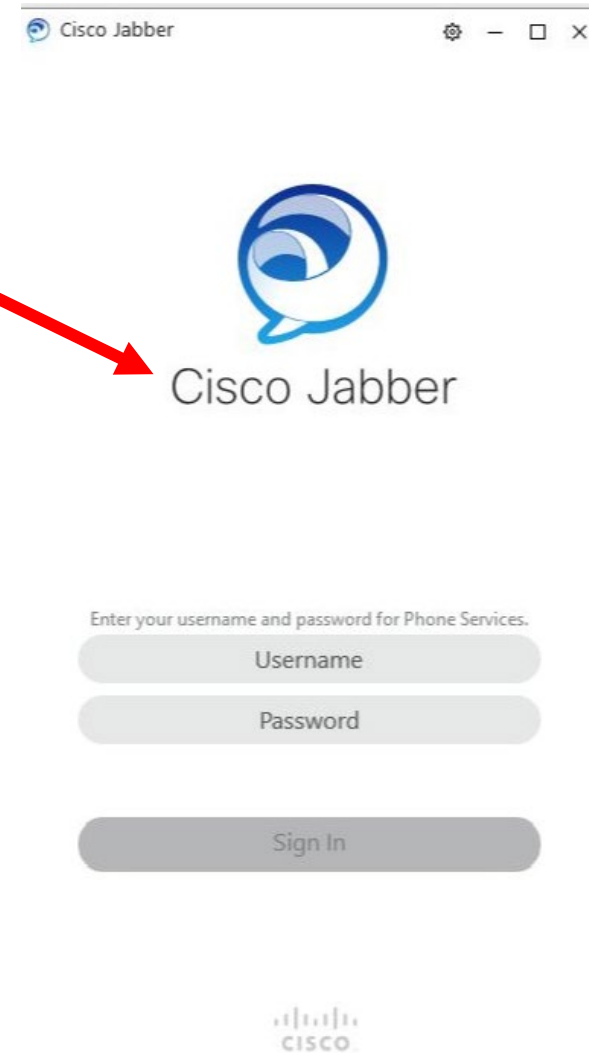 Cisco Jabber
Cisco Jabber
Enter your username and password for Phone Services.
Username
Password
Sign In
CISCO